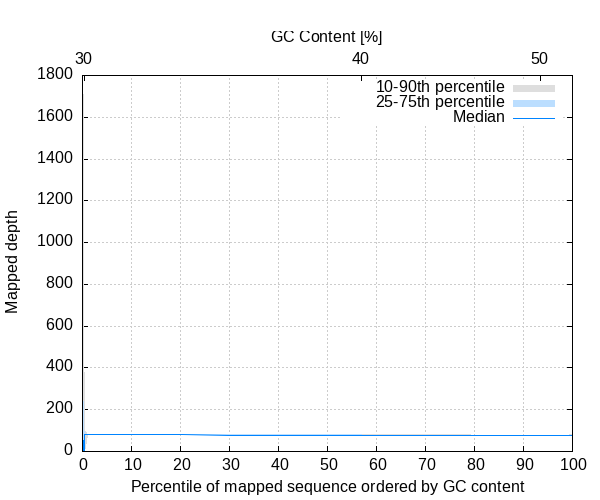 GC Content [%]
30 40 50
1800
10-90th percentile
25-75th percentile
1600
Median
1400
1200
1000
800
600
400
200
0
Mapped depth
0 10 20 30 40 50 60 70 80 90 100
Percentile of mapped sequence ordered by GC content